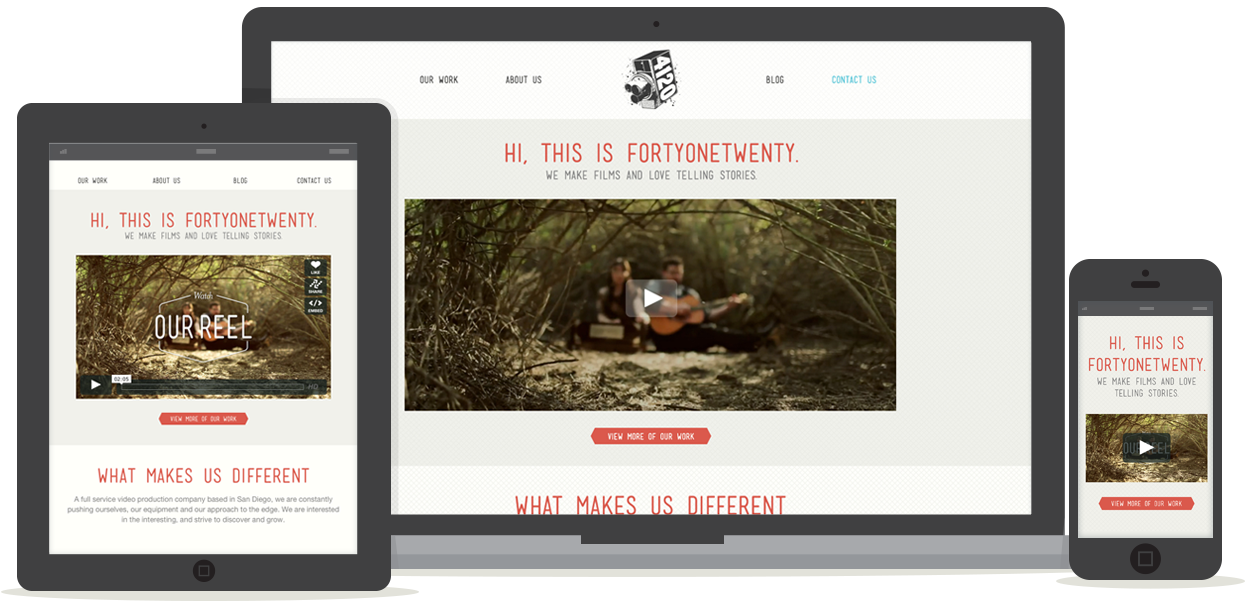 OUR WORK
ABOUT US
4120
BLOG
CONTACT US
HI, THIS IS FORTYONETWENTY.
WE MAKE FILMS AND LOVE TELLING STORIES.
VIEW MORE OF OUR WORK
WHAT MAKES US DIFFERENT
OUR WORK
ABOUT US
BLOG
CONTACT US
HI, THIS IS FORTYONETWENTY.
WE MAKE FILMS AND LOVE TELLING STORIES.
LIKE
SHARE
EMBED
Watch
OUR REEL
02:05
HD
VIEW MORE OF OUR WORK
WHAT MAKES US DIFFERENT
A full service video production company based in San Diego, we are constantly
pushing ourselves, our equipment and our approach to the edge. We are interested
in the interesting, and strive to discover and grow.
HI, THIS IS
FORTYONETWENTY.
WE MAKE FILMS AND LOVE
TELLING STORIES.
OUR REEL
VIEW MORE OF OUR WORK